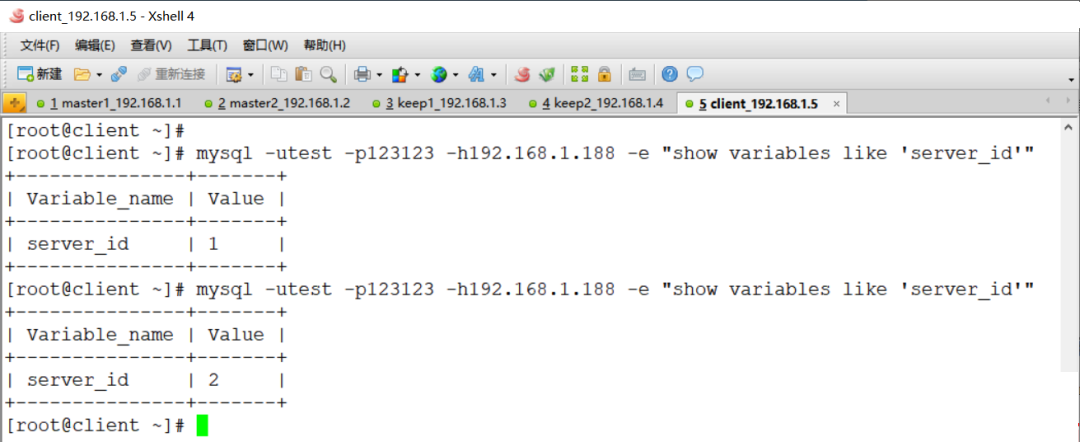 client_192.168.1.5 - Xshell 4
文件(F) 编辑(E) 查看(V) 工具(T) 窗口(W) 帮助(H)
新建 重新连接
1 master1_192.168.1.1 2 master2_192.168.1.2 3 keep1_192.168.1.3 4 keep2_192.168.1.4 5 client_192.168.1.5 ×
[root@client ~]#
[root@client ~]# mysql -utest -p123123 -h192.168.1.188 -e "show variables like 'server_id'"
+---------------+-------+
| Variable_name | Value |
+---------------+-------+
| server_id     | 1     |
+---------------+-------+
[root@client ~]# mysql -utest -p123123 -h192.168.1.188 -e "show variables like 'server_id'"
+---------------+-------+
| Variable_name | Value |
+---------------+-------+
| server_id     | 2     |
+---------------+-------+
[root@client ~]#